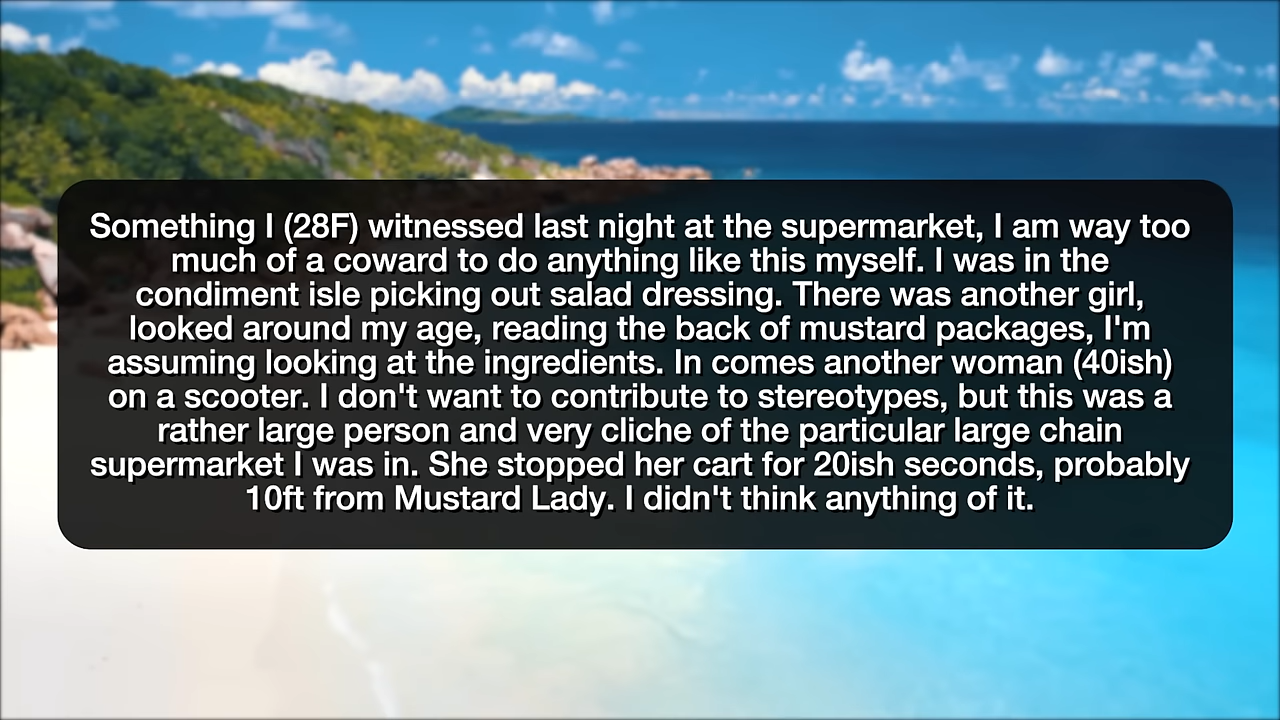 Something I (28F) witnessed last night at the supermarket, I am way too
much of a coward to do anything like this myself. I was in the
condiment isle picking out salad dressing. There was another girl,
looked around my age, reading the back of mustard packages, I'm
assuming looking at the ingredients. In comes another woman (40ish)
on a scooter. I don't want to contribute to stereotypes, but this was a
rather large person and very cliche of the particular large chain
supermarket I was in. She stopped her cart for 20ish seconds, probably
10ft from Mustard Lady. I didn't think anything of it.